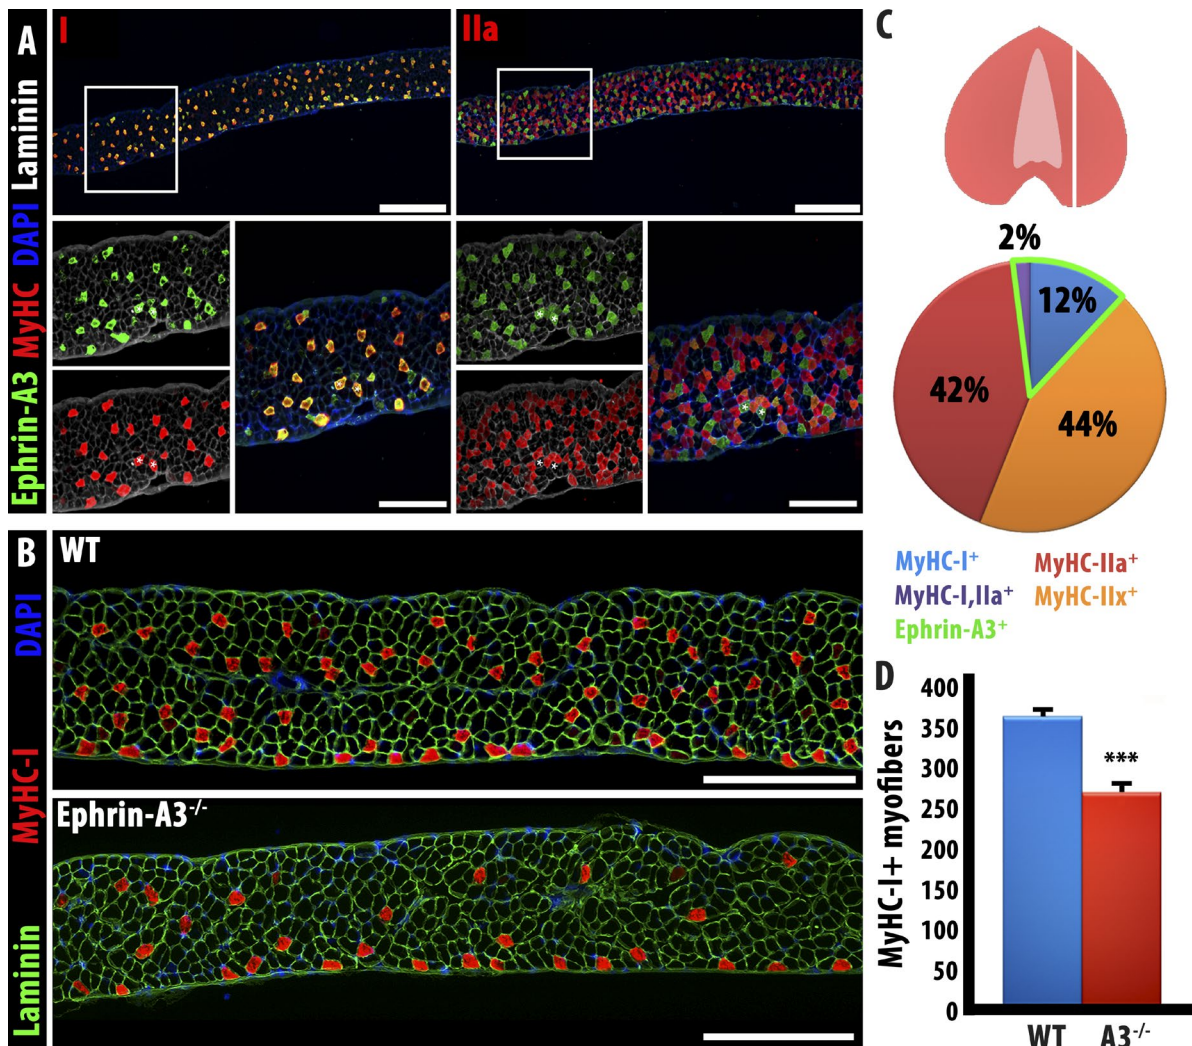 A
Ephrin-A3 MyHC DAPI Laminin
I
IIa
B
Laminin MyHC-I DAPI
WT
Ephrin-A3-/-
C
2%
12%
42%
44%
MyHC-I+ MyHC-IIa+
MyHC-I,IIa+ MyHC-IIx+
Ephrin-A3+
D
MyHC-I+ myofibers
400
350
300
250
200
150
100
50
0
***
WT A3-/-